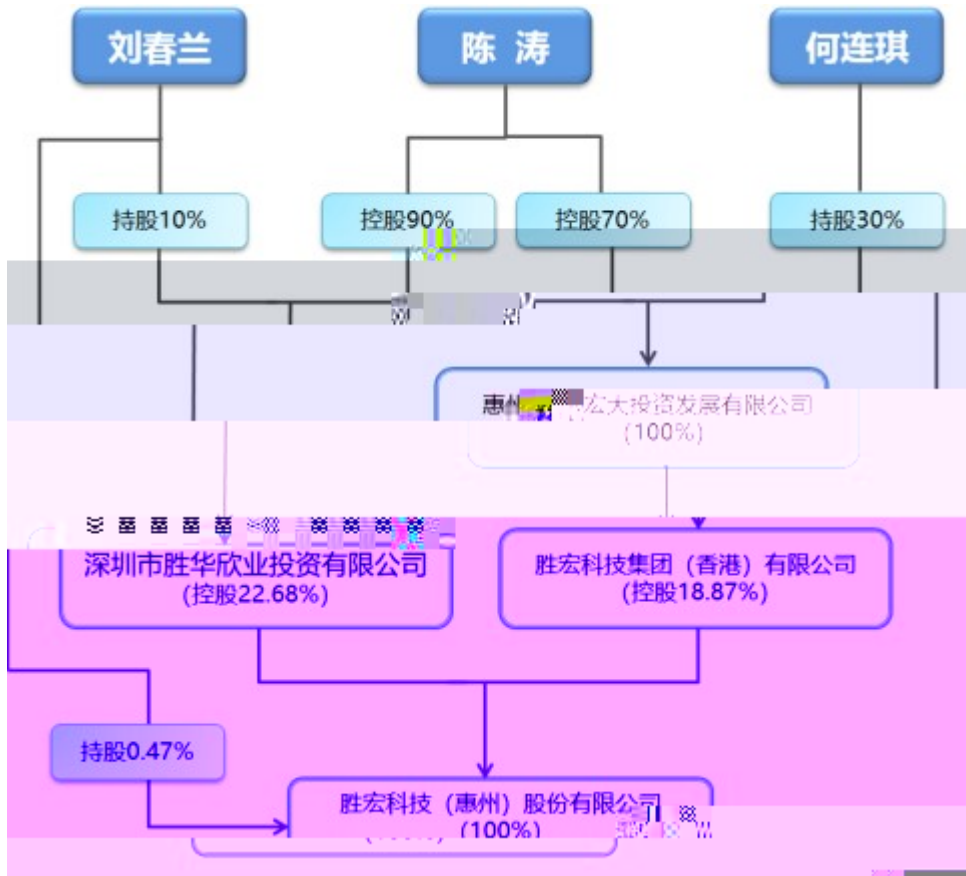 刘春兰
陈 涛
何连琪
持股10%
控股90%
控股70%
持股30%
惠州 宏大投资发展有限公司
(100%)
深圳市胜华欣业投资有限公司
(控股22.68%)
胜宏科技集团（香港）有限公司
(控股18.87%)
持股0.47%
胜宏科技（惠州）股份有限公司
(100%)